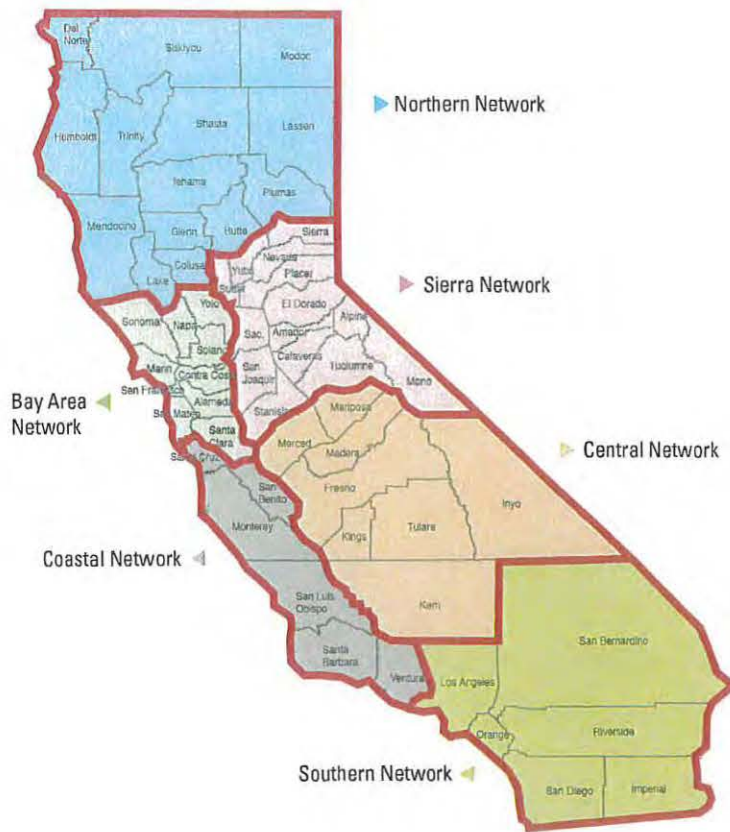 Del
Norte
Siskiyou
Modoc
Northern Network
Humboldt
Trinity
Shasta
Lassen
Tehama
Plumas
Mendocino
Glenn
Butte
Sierra
Colusa
Lake
Nevada
Yuba
Placer
Sutter
Sierra Network
El Dorado
Yolo
Sonoma
Napa
Alpine
Solano
Sac.
Amador
Calaveras
Marin
Contra Costa
San
Joaquin
Tuolumne
Mono
San Francisco
Alameda
Bay Area
Network
San Mateo
Stanislaus
Mariposa
Santa
Clara
Merced
Santa Cruz
Madera
Central Network
San
Benito
Fresno
Inyo
Monterey
Kings
Tulare
Coastal Network
San Luis
Obispo
Kern
San Bernardino
Santa
Barbara
Ventura
Los Angeles
Orange
Riverside
Southern Network
San Diego
Imperial